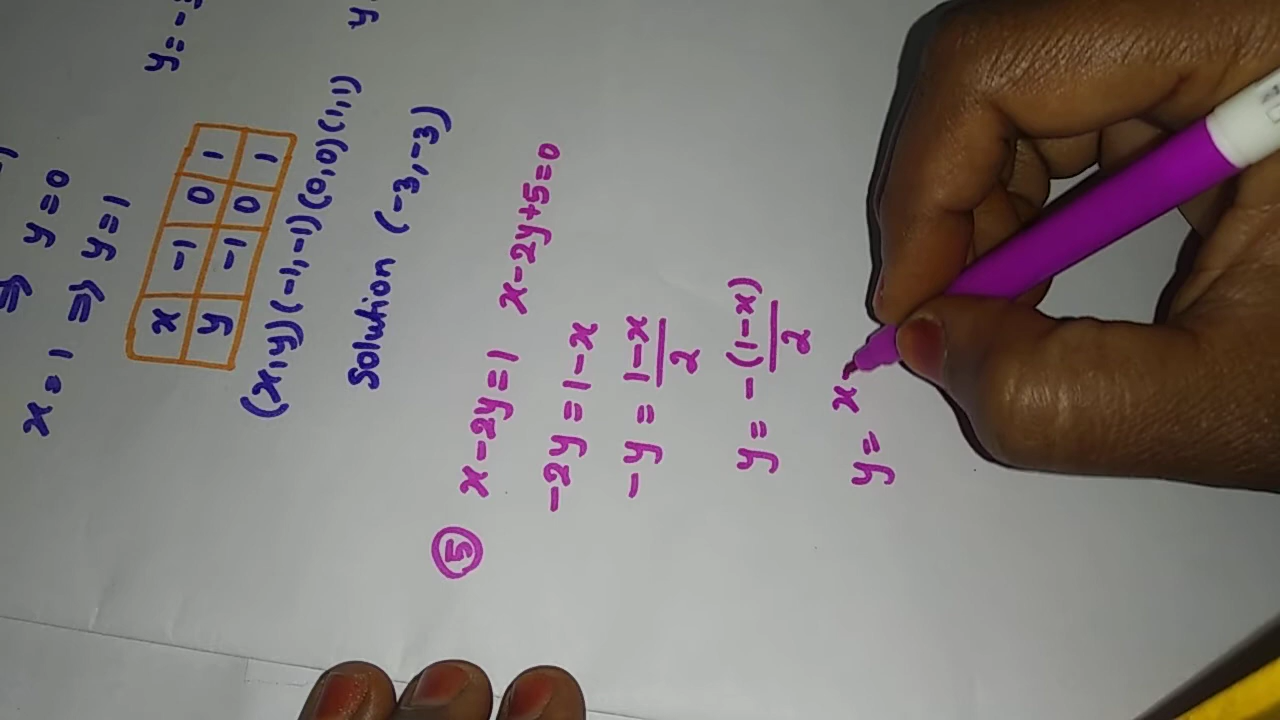 ⇒ y=0
x=1 ⇒ y=1
y=-3
x -1 0 1
y -1 0 1
(x,y)(-1,-1)(0,0)(1,1)
Solution (-3,-3)
⑤ x-2y=1 x-2y+5=0
-2y=1-x
-y=1-x/2
y=-(1-x)/2
y=x-